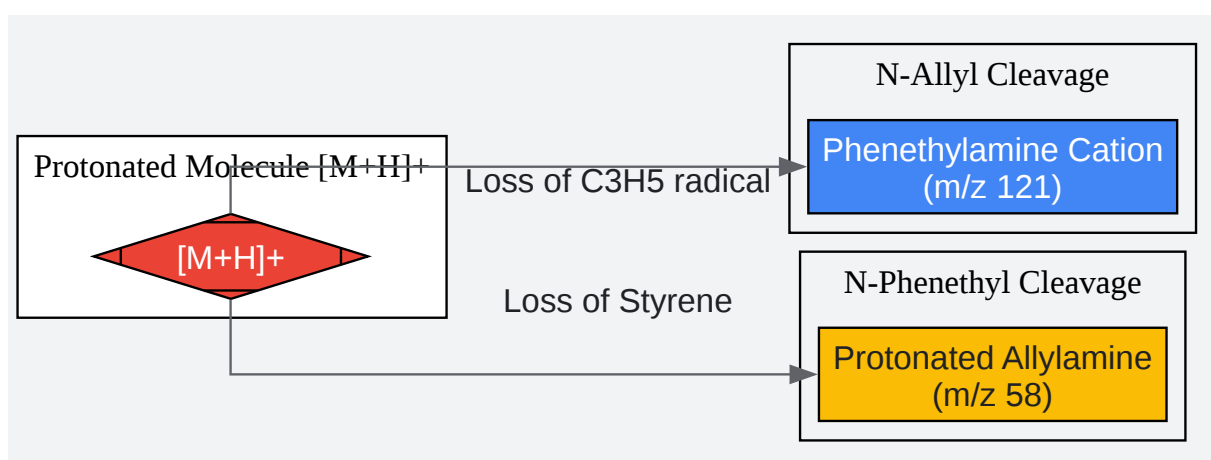 Protonated Molecule [M+H]+
[M+H]+
Loss of C3H5 radical
Loss of Styrene
N-Allyl Cleavage
Phenethylamine Cation
(m/z 121)
N-Phenethyl Cleavage
Protonated Allylamine
(m/z 58)